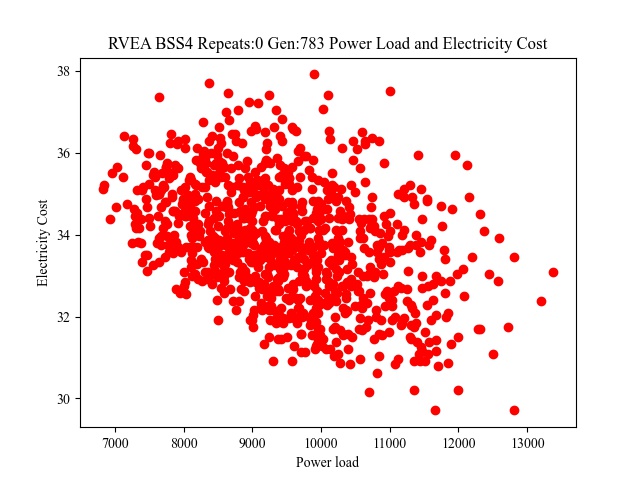 RVEA BSS4 Repeats:0 Gen:783 Power Load and Electricity Cost
38
36
34
32
30
Electricity Cost
7000 8000 9000 10000 11000 12000 13000
Power load